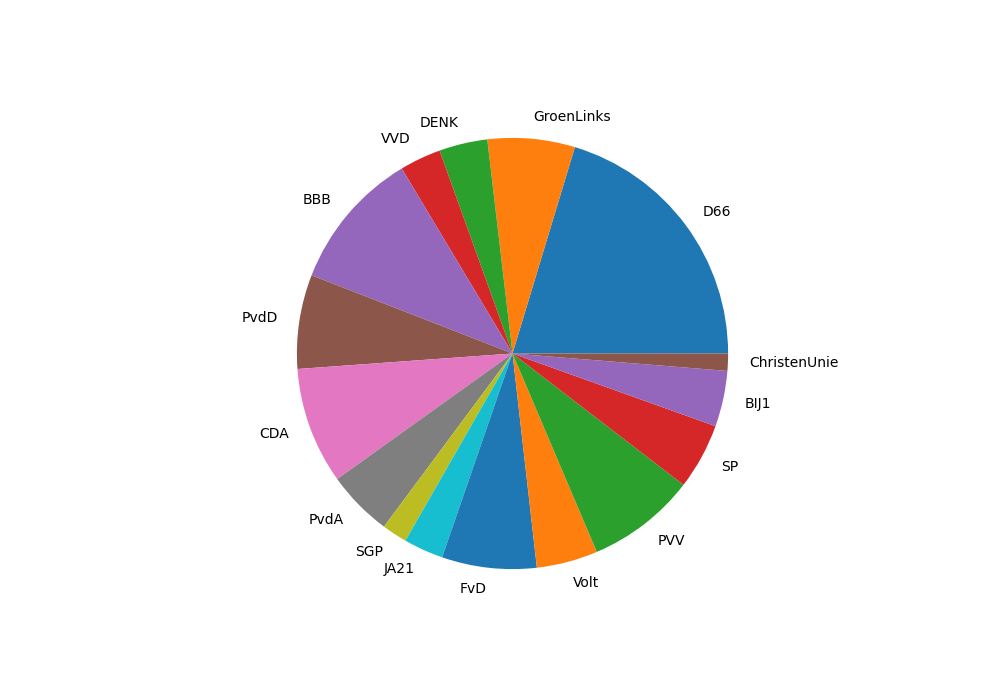 GroenLinks
DENK
VVD
BBB
D66
PvdD
ChristenUnie
BIJ1
CDA
SP
PvdA
PVV
SGP
JA21
Volt
FvD